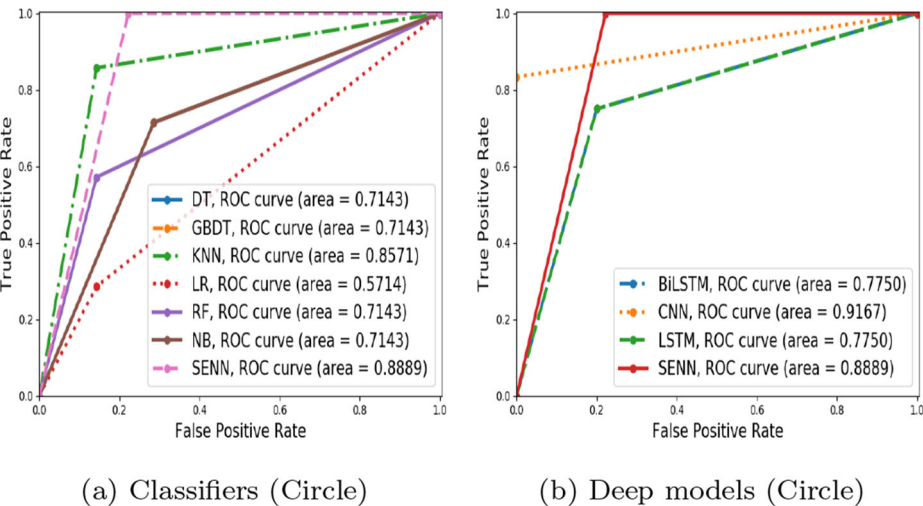 1.0
0.8
0.6
0.4
0.2
0.0
True Positive Rate
DT, ROC curve (area = 0.7143)
GBDT, ROC curve (area = 0.7143)
KNN, ROC curve (area = 0.8571)
LR, ROC curve (area = 0.5714)
RF, ROC curve (area = 0.7143)
NB, ROC curve (area = 0.7143)
SENN, ROC curve (area = 0.8889)
0.0 0.2 0.4 0.6 0.8 1.0
False Positive Rate
(a) Classifiers (Circle)
1.0
0.8
0.6
0.4
0.2
0.0
True Positive Rate
BiLSTM, ROC curve (area = 0.7750)
CNN, ROC curve (area = 0.9167)
LSTM, ROC curve (area = 0.7750)
SENN, ROC curve (area = 0.8889)
0.0 0.2 0.4 0.6 0.8 1.0
False Positive Rate
(b) Deep models (Circle)